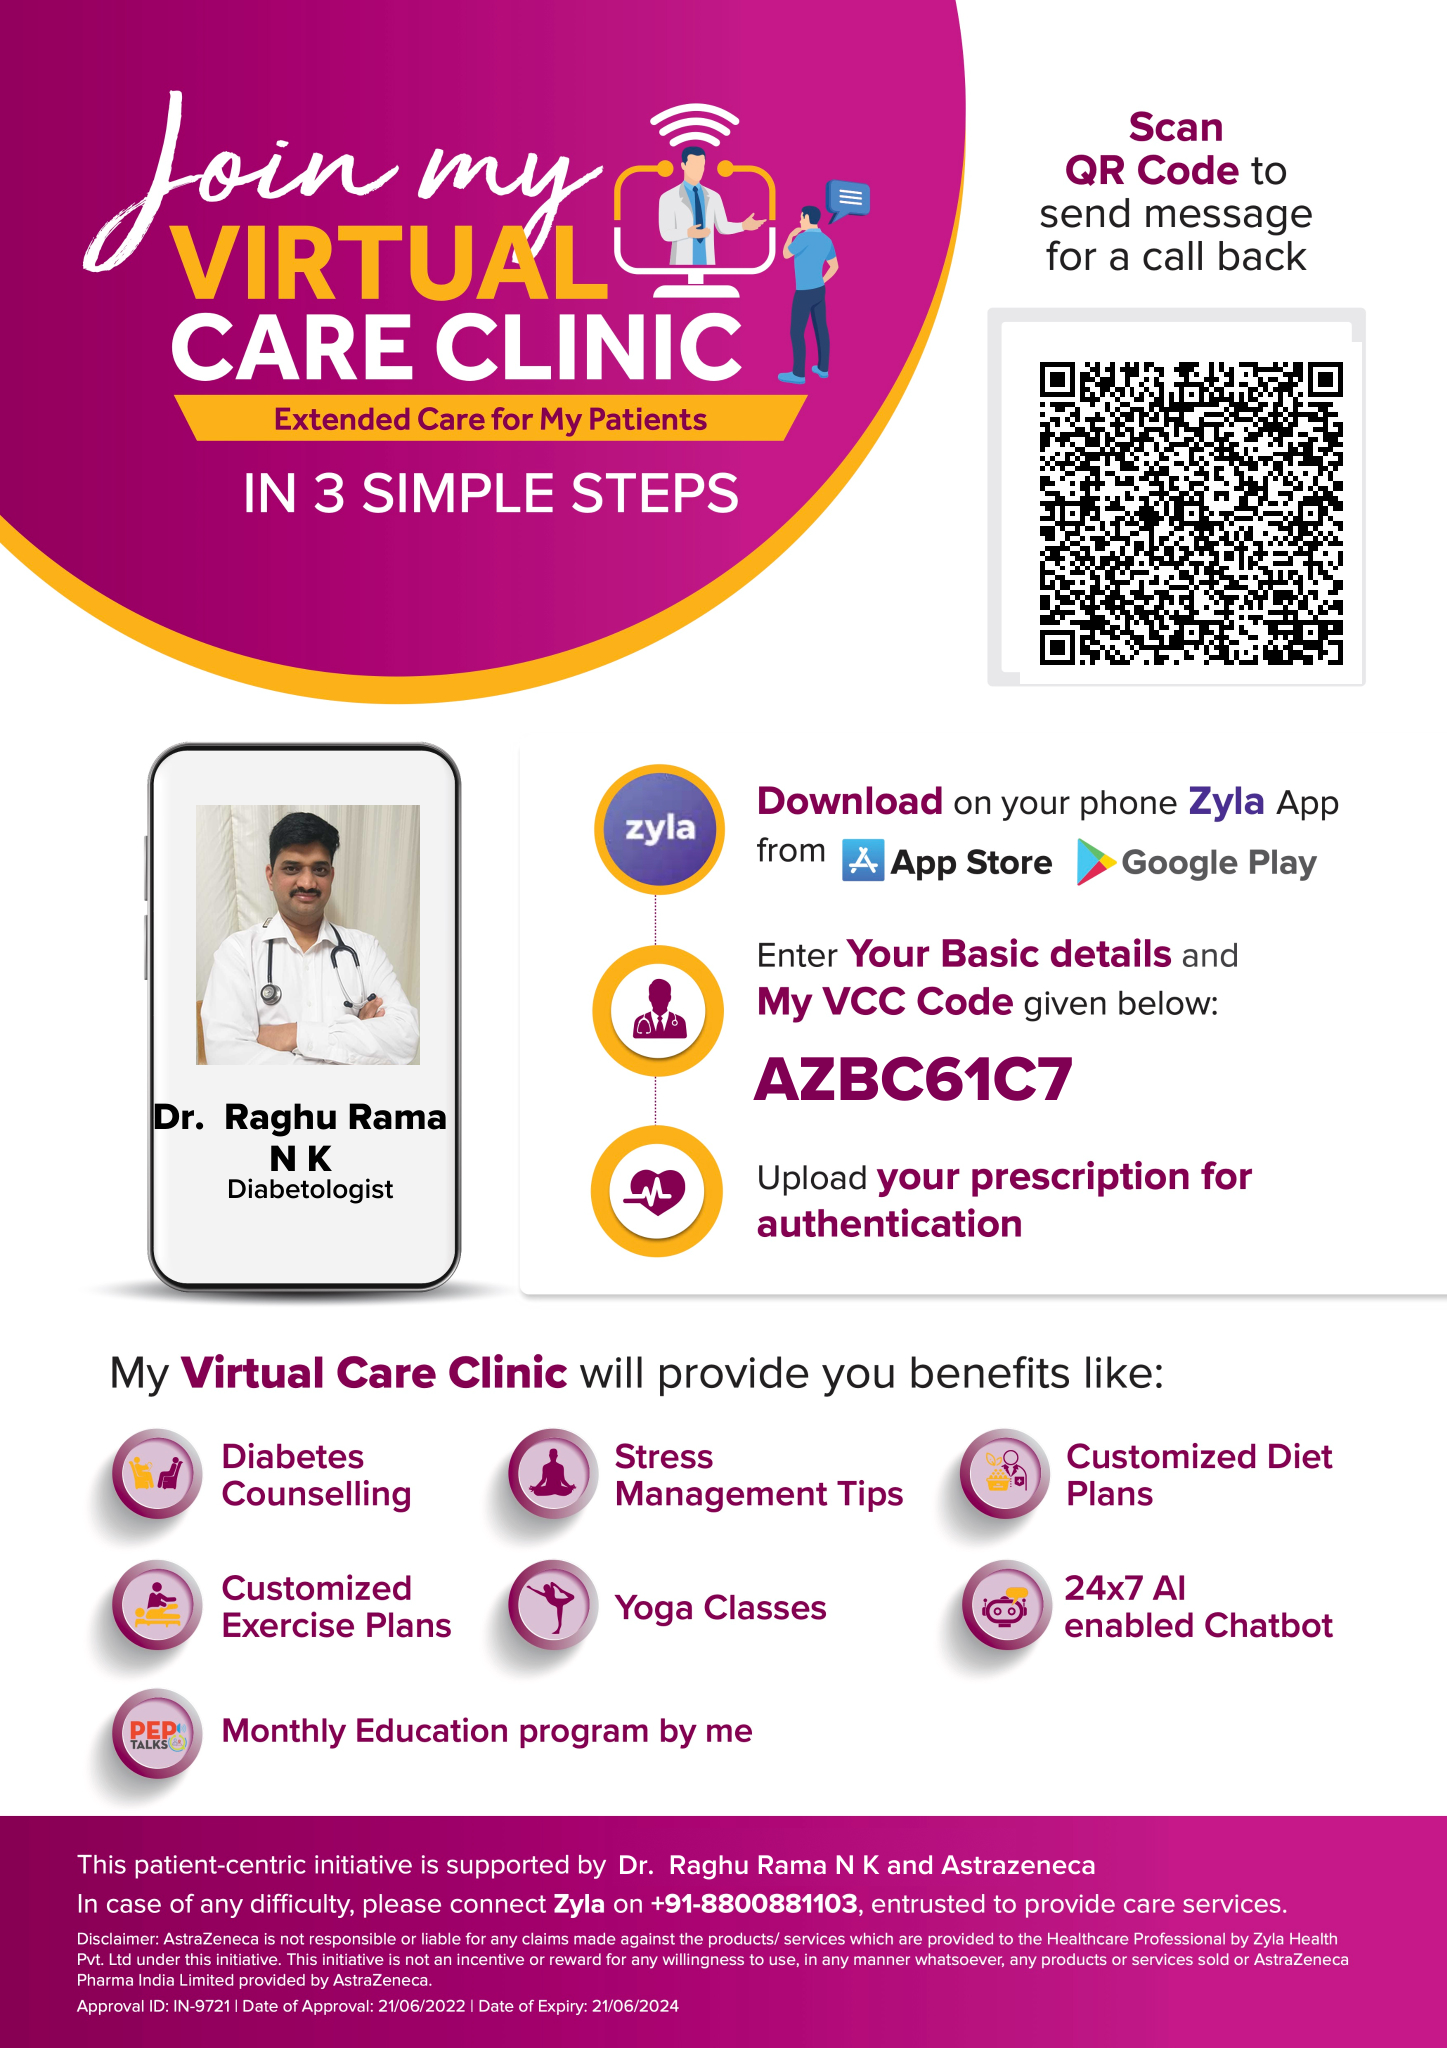 Join my
VIRTUAL
CARE CLINIC
Extended Care for My Patients
IN 3 SIMPLE STEPS
Scan
QR Code to
send message
for a call back
zyla
Download on your phone Zyla App
from App Store Google Play
Enter Your Basic details and
My VCC Code given below:
AZBC61C7
Upload your prescription for
authentication
Dr. Raghu Rama
N K
Diabetologist
My Virtual Care Clinic will provide you benefits like:
Diabetes
Counselling
Stress
Management Tips
Customized Diet
Plans
Customized
Exercise Plans
Yoga Classes
24x7 AI
enabled Chatbot
PEP
TALKS
Monthly Education program by me
This patient-centric initiative is supported by Dr. Raghu Rama N K and Astrazeneca
In case of any difficulty, please connect Zyla on +91-8800881103, entrusted to provide care services.
Disclaimer: AstraZeneca is not responsible or liable for any claims made against the products/ services which are provided to the Healthcare Professional by Zyla Health
Pvt. Ltd under this initiative. This initiative is not an incentive or reward for any willingness to use, in any manner whatsoever, any products or services sold or AstraZeneca
Pharma India Limited provided by AstraZeneca.
Approval ID: IN-9721 | Date of Approval: 21/06/2022 | Date of Expiry: 21/06/2024